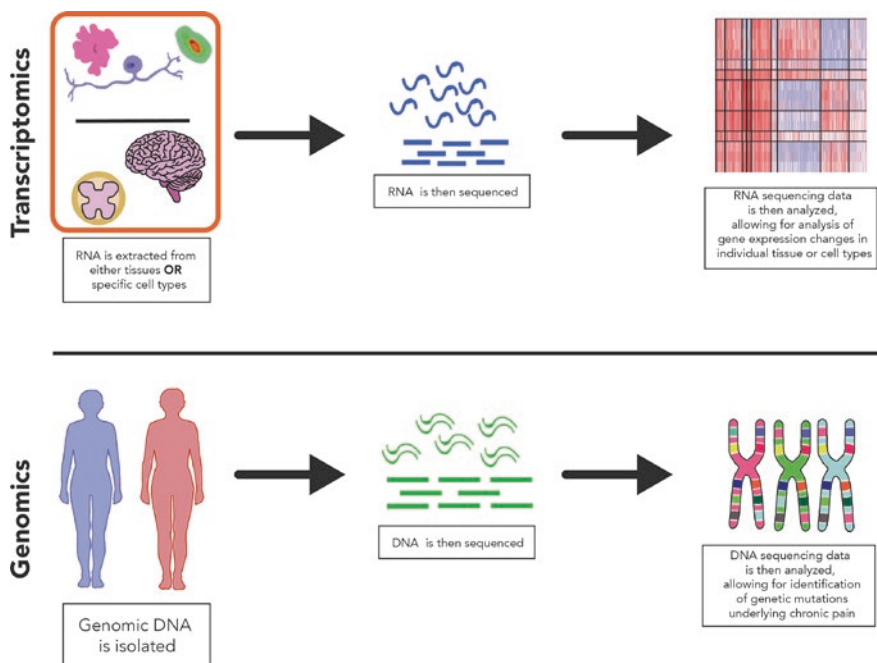 Transcriptomics
RNA is extracted from
either tissues OR
specific cell types
RNA is then sequenced
RNA sequencing data
is then analyzed,
allowing for analysis of
gene expression changes in
individual tissue or cell types
Genomics
Genomic DNA
is isolated
DNA is then sequenced
DNA sequencing data
is then analyzed,
allowing for identification
of genetic mutations
underlying chronic pain